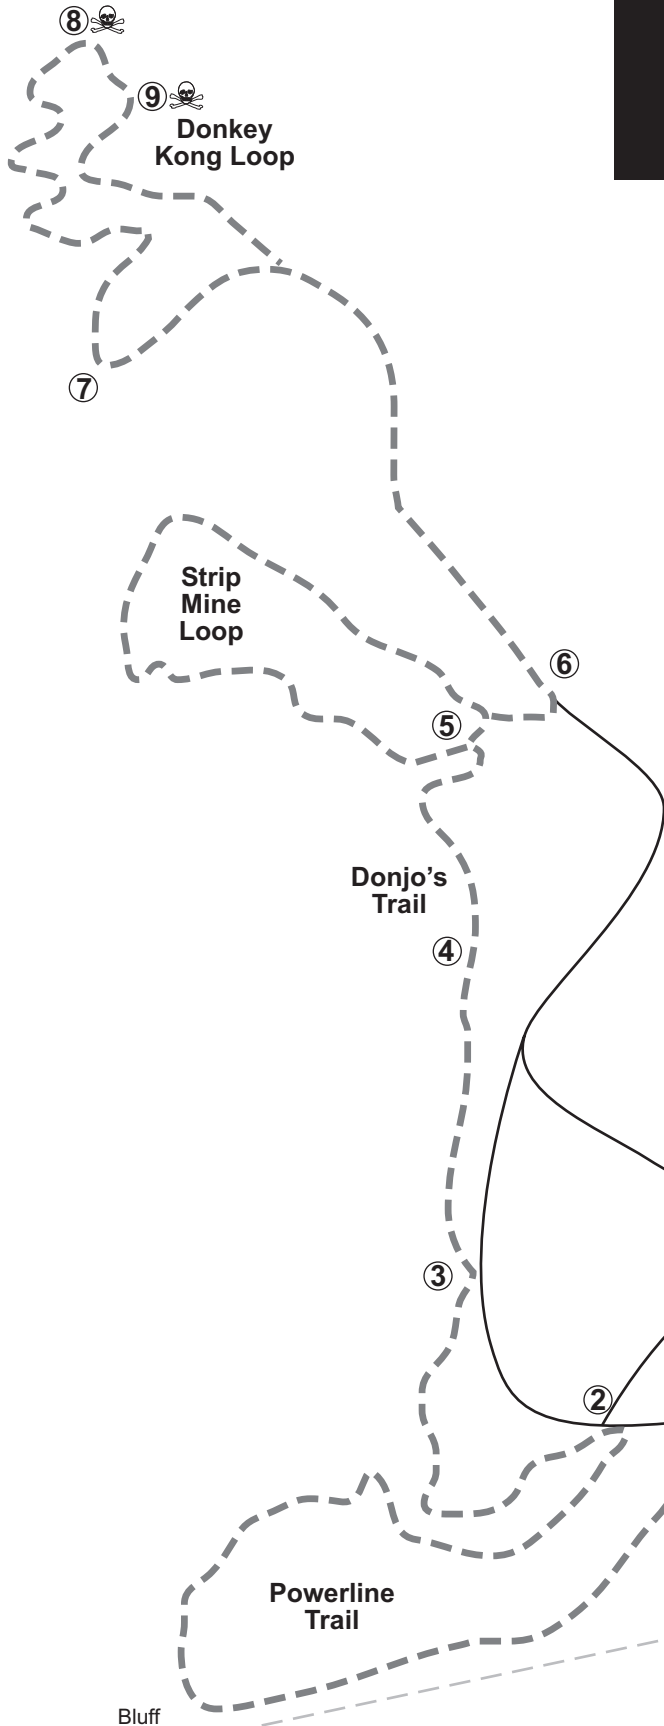 8
9
Donkey
Kong Loop
7
Strip
Mine
Loop
6
5
Donjo’s
Trail
4
3
2
Powerline
Trail
Bluff